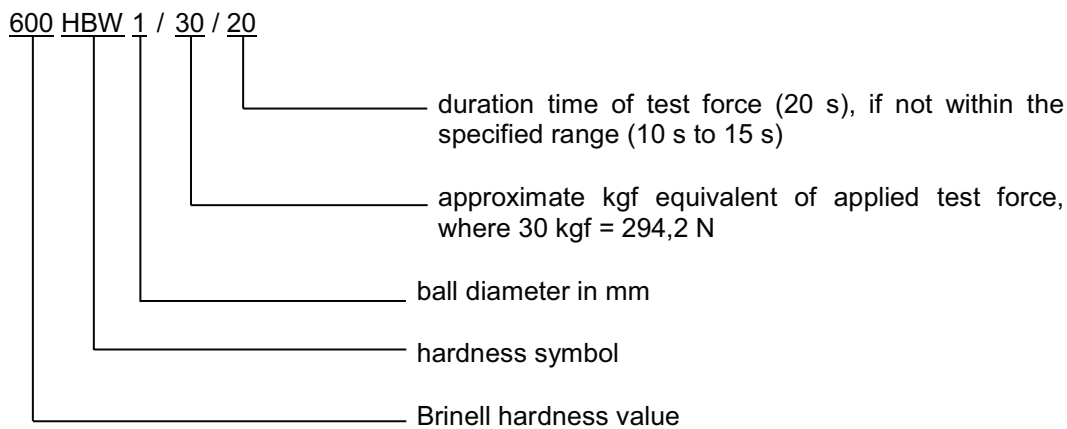 600 HBW 1 / 30 / 20
duration time of test force (20 s), if not within the
specified range (10 s to 15 s)
approximate kgf equivalent of applied test force,
where 30 kgf = 294,2 N
ball diameter in mm
hardness symbol
Brinell hardness value